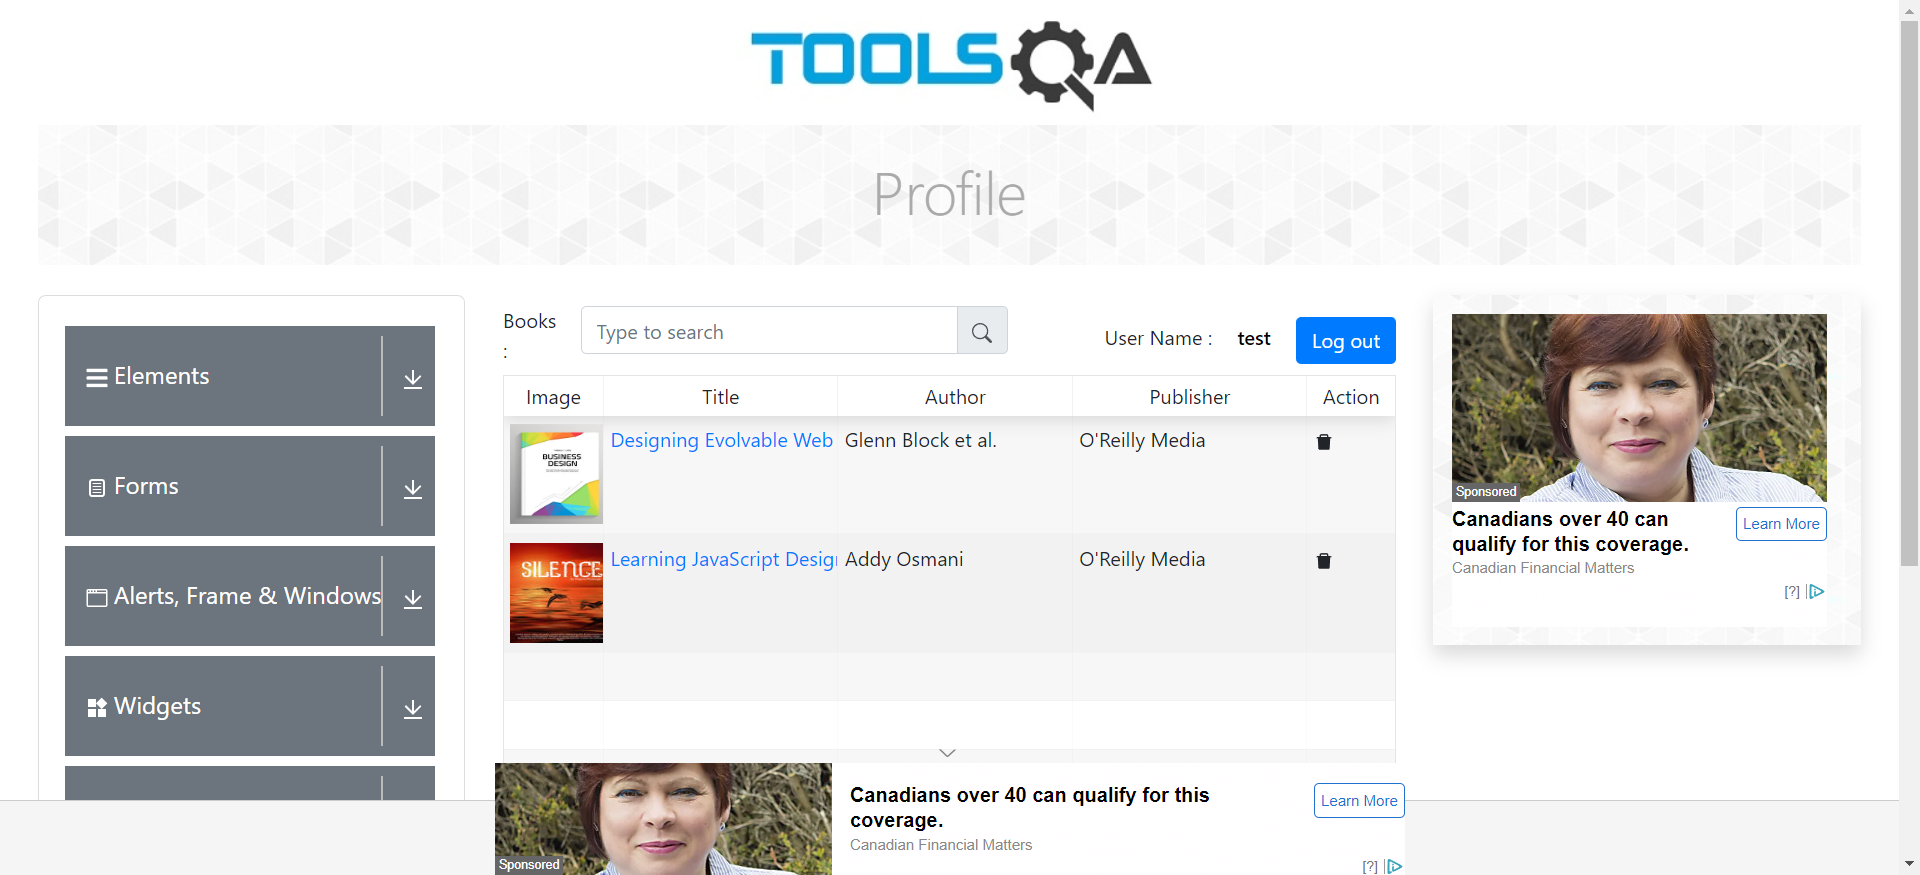 TOOLSQA
Profile
Elements
Forms
Alerts, Frame & Windows
Widgets
Books
:
Type to search
User Name :
test
Log out
Image
Title
Author
Publisher
Action
BUSINESS
DESIGN
Designing Evolvable Web
Glenn Block et al.
O'Reilly Media
SILENCE
Learning JavaScript Desig
Addy Osmani
O'Reilly Media
Sponsored
Canadians over 40 can
qualify for this coverage.
Learn More
Canadian Financial Matters
[?]
Sponsored
Canadians over 40 can qualify for this
coverage.
Canadian Financial Matters
Learn More
[?]